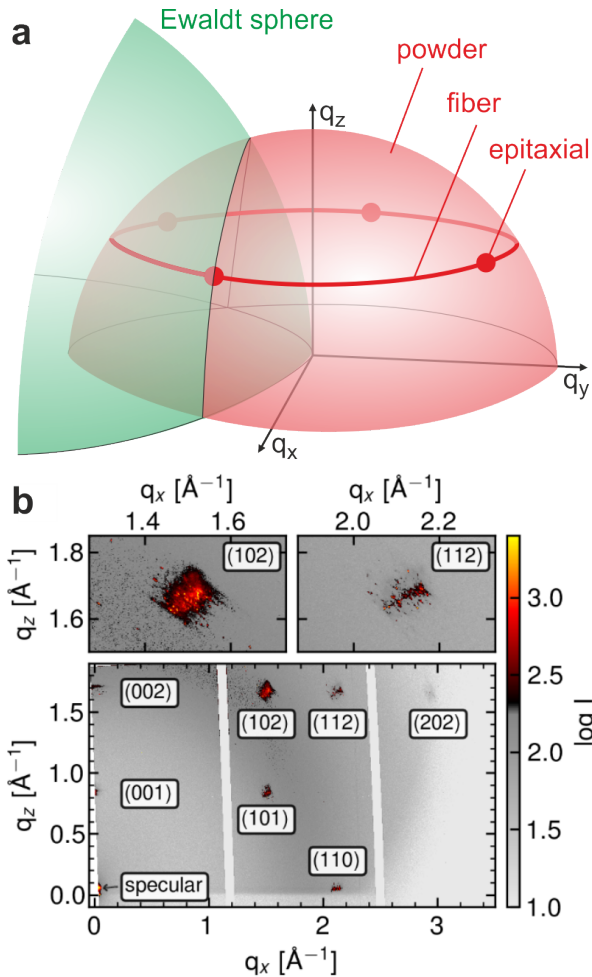 a
Ewaldt sphere
powder
fiber
epitaxial
q_z
q_y
q_x
b
q_x [Å⁻¹]
q_x [Å⁻¹]
1.4 1.6
2.0 2.2
q_z [Å⁻¹]
1.8
1.6
(102)
(112)
q_z [Å⁻¹]
1.5
1.0
0.5
0.0
(002)
(102)
(112)
(202)
(001)
(101)
(110)
specular
0 1 2 3
q_x [Å⁻¹]
3.0
2.5
2.0
1.5
1.0
log I